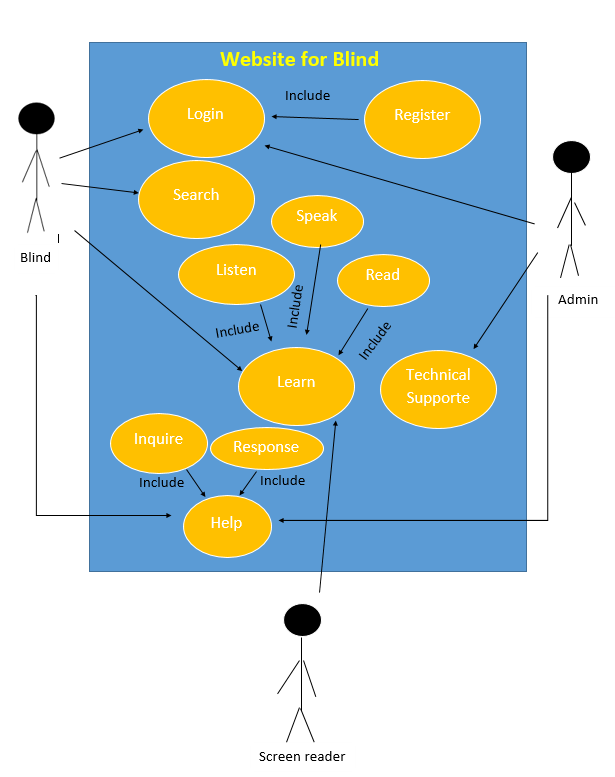 Website for Blind
Include
Login
Register
Search
Speak
Listen
Read
Blind
Include
Include
Include
Admin
Learn
Technical
Supporte
Inquire
Response
Include
Include
Help
Screen reader